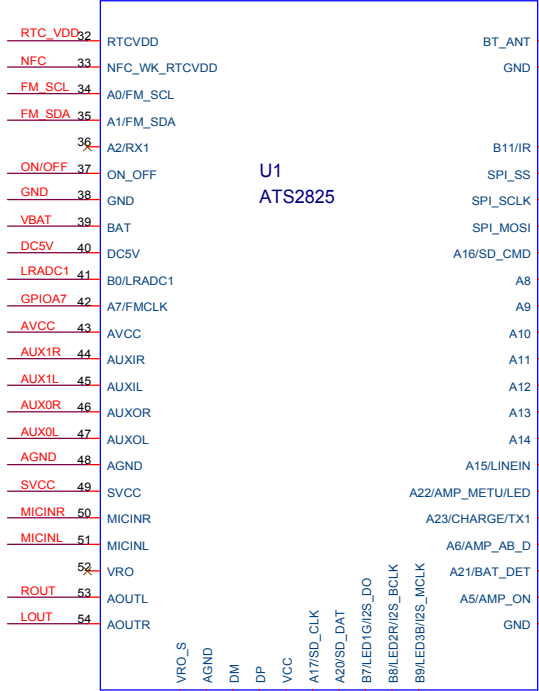 RTC_VDD 32 RTCVDD BT_ANT
NFC 33 NFC_WK_RTCVDD GND
FM_SCL 34 A0/FM_SCL
FM_SDA 35 A1/FM_SDA
36 A2/RX1 B11/IR
ON/OFF 37 ON_OFF U1 SPI_SS
GND 38 GND ATS2825 SPI_SCLK
VBAT 39 BAT SPI_MOSI
DC5V 40 DC5V A16/SD_CMD
LRADC1 41 B0/LRADC1 A8
GPIOA7 42 A7/FMCLK A9
AVCC 43 AVCC A10
AUX1R 44 AUXIR A11
AUX1L 45 AUXIL A12
AUX0R 46 AUXOR A13
AUX0L 47 AUXOL A14
AGND 48 AGND A15/LINEIN
SVCC 49 SVCC A22/AMP_METU/LED
MICINR 50 MICINR A23/CHARGE/TX1
MICINL 51 MICINL A6/AMP_AB_D
52 VRO A21/BAT_DET
ROUT 53 AOUTL A5/AMP_ON
LOUT 54 AOUTR GND
VRO_S
AGND
DM
DP
VCC
A17/SD_CLK
A20/SD_DAT
B7/LED1G/I2S_DO
B8/LED2R/I2S_BCLK
B9/LED3B/I2S_MCLK